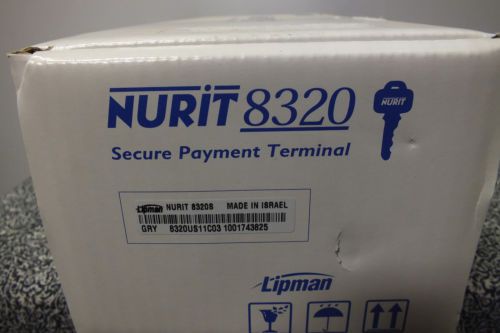 NURIT 8320
NURIT
Secure Payment Terminal
Lipman NURIT 8320S MADE IN ISRAEL
GRY 8320US11C03 1001743825
Lipman